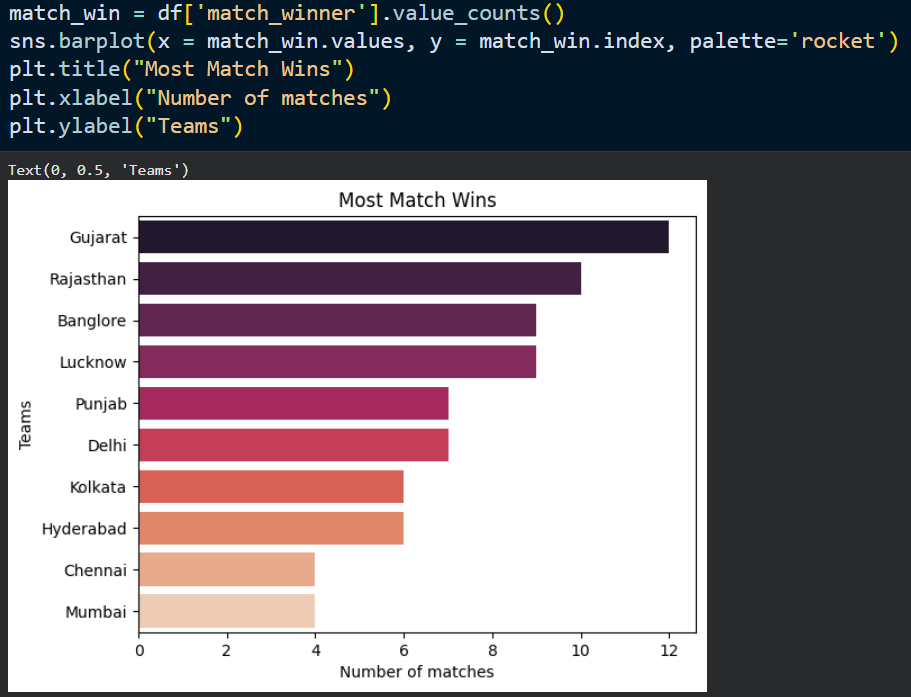 match_win = df['match_winner'].value_counts()
sns.barplot(x = match_win.values, y = match_win.index, palette='rocket')
plt.title("Most Match Wins")
plt.xlabel("Number of matches")
plt.ylabel("Teams")
Text(0, 0.5, 'Teams')
Most Match Wins
Teams
Gujarat
Rajasthan
Banglore
Lucknow
Punjab
Delhi
Kolkata
Hyderabad
Chennai
Mumbai
0 2 4 6 8 10 12
Number of matches